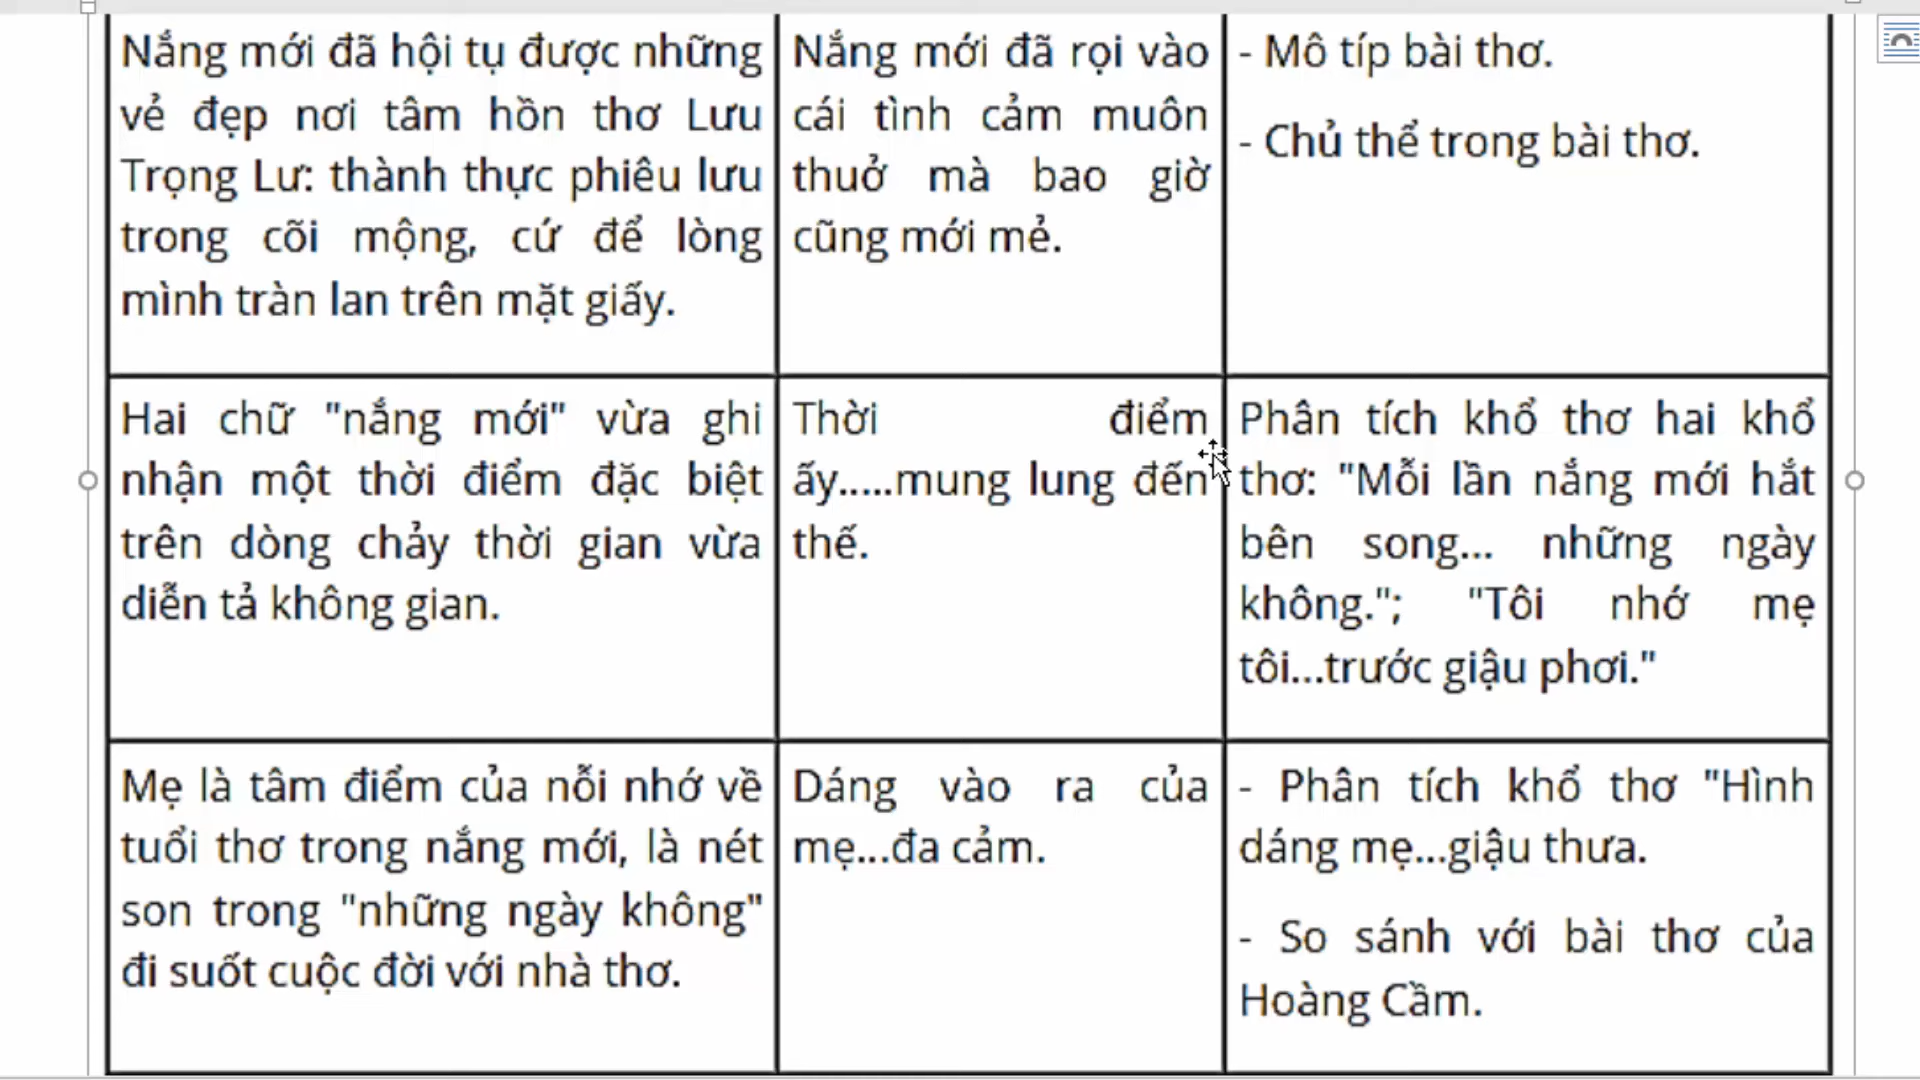 Nắng mới đã hội tụ được những
vẻ đẹp nơi tâm hồn thơ Lưu
Trọng Lư: thành thực phiêu lưu
trong cõi mộng, cứ để lòng
mình tràn lan trên mặt giấy.
Nắng mới đã rọi vào
cái tình cảm muôn
thuở mà bao giờ
cũng mới mẻ.
- Mô típ bài thơ.
- Chủ thể trong bài thơ.
Hai chữ "nắng mới" vừa ghi
nhận một thời điểm đặc biệt
trên dòng chảy thời gian vừa
diễn tả không gian.
Thời điểm
ấy.....mung lung đến
thế.
Phân tích khổ thơ hai khổ
thơ: "Mỗi lần nắng mới hắt
bên song... những ngày
không."; "Tôi nhớ mẹ
tôi...trước giậu phơi."
Mẹ là tâm điểm của nỗi nhớ về
tuổi thơ trong nắng mới, là nét
son trong "những ngày không"
đi suốt cuộc đời với nhà thơ.
Dáng vào ra của
mẹ...đa cảm.
- Phân tích khổ thơ "Hình
dáng mẹ...giậu thưa.
- So sánh với bài thơ của
Hoàng Cầm.